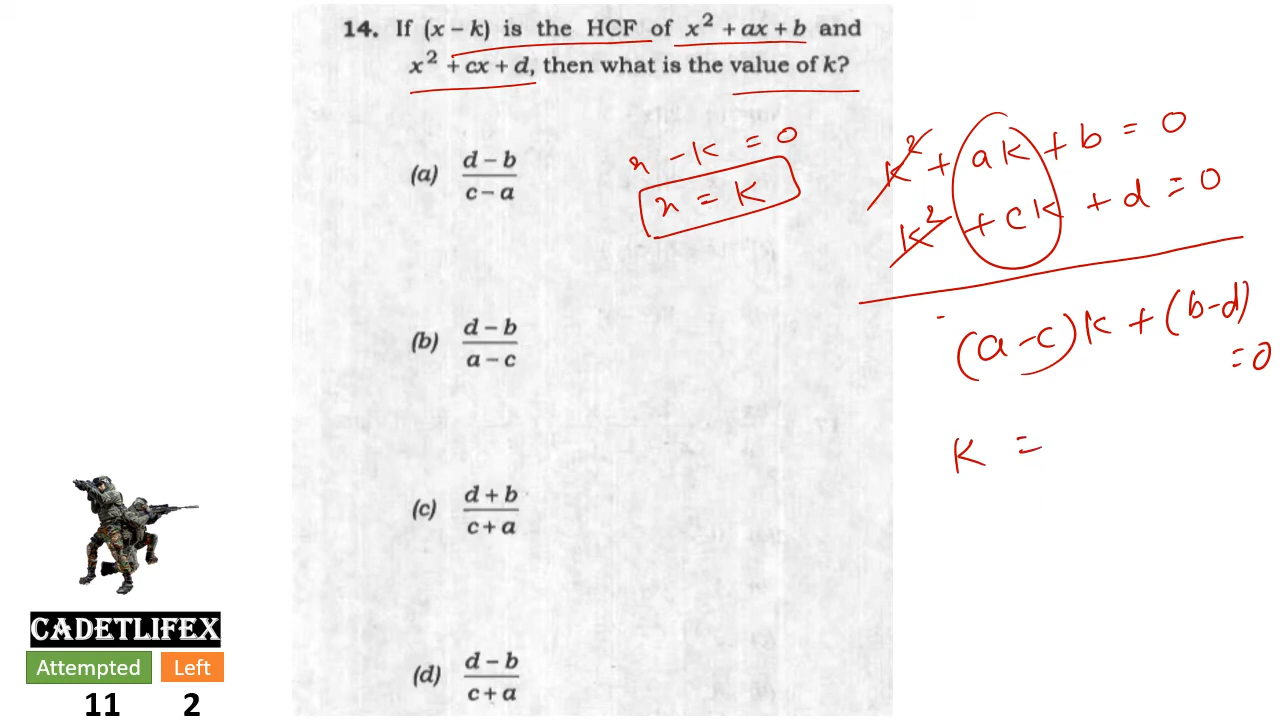 14. If (x – k) is the HCF of x² + ax + b and
x² + cx + d, then what is the value of k?
(a) d – b / c – a
(b) d – b / a – c
(c) d + b / c + a
(d) d – b / c + a
x – k = 0
x = k
k² + ak + b = 0
k² + ck + d = 0
(a – c)k + (b – d)
= 0
k =
CADETLIFEX
Attempted Left
11 2